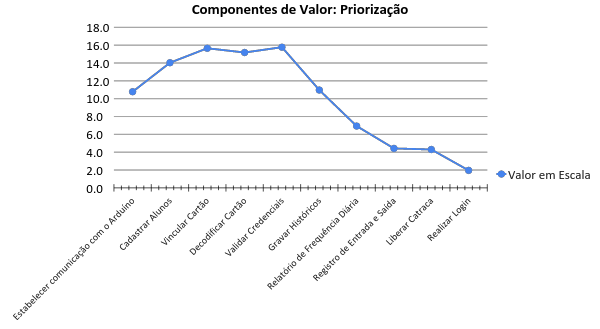 Componentes de Valor: Priorização
18.0
16.0
14.0
12.0
10.0
8.0
6.0
4.0
2.0
0.0
Valor em Escala
Estabelecer comunicação com o Arduino
Cadastrar Alunos
Vincular Cartão
Decodificar Cartão
Validar Credenciais
Gravar Históricos
Relatório de Frequência Diária
Registro de Entrada e Saída
Liberar Catraca
Realizar Login